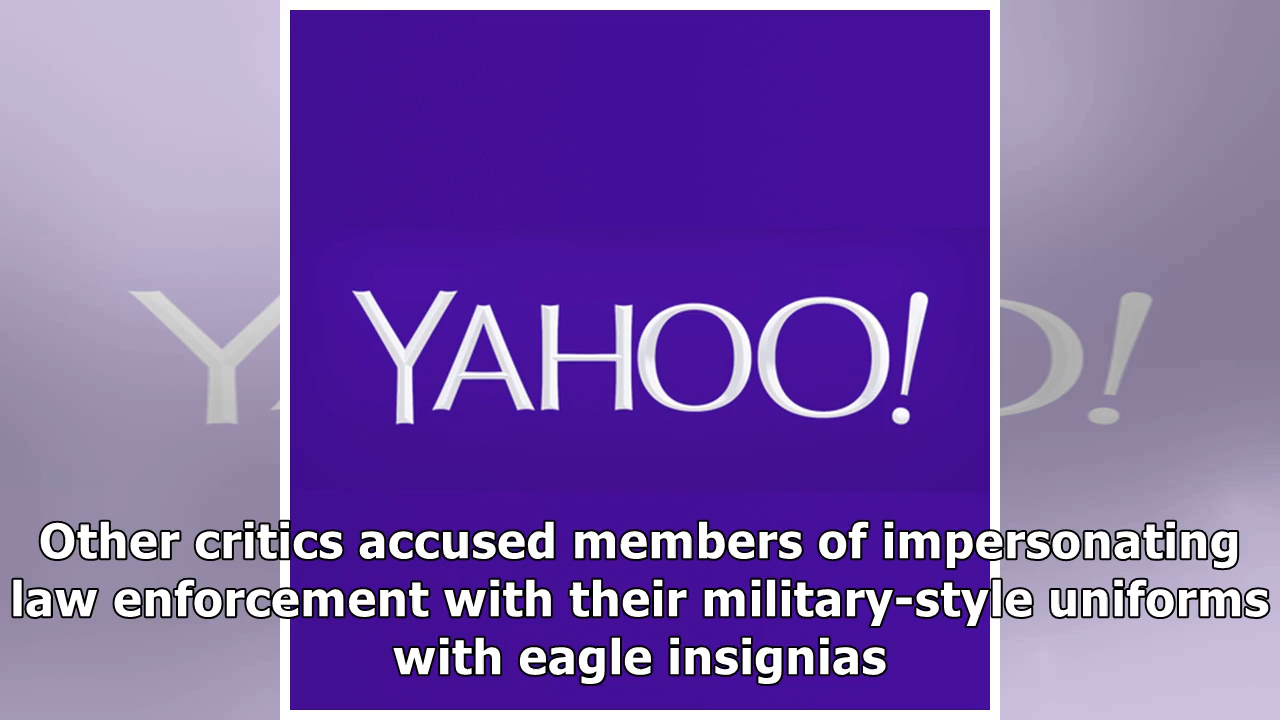 YAHOO!
Other critics accused members of impersonating
law enforcement with their military-style uniforms
with eagle insignias